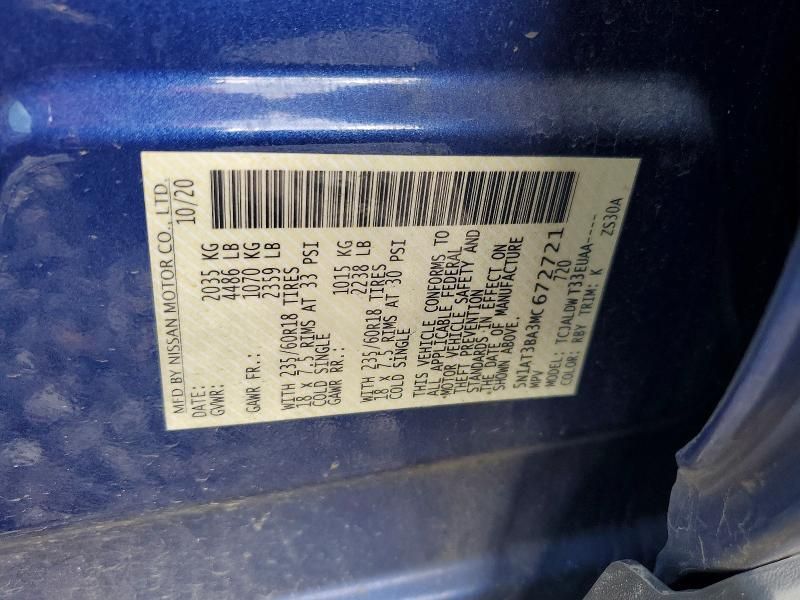 MFD BY NISSAN MOTOR CO., LTD.
DATE: 10/20
GVWR: 2035 KG
4486 LB
GAWR FR.: 1070 KG
2359 LB
WITH 235/60R18 TIRES
18 X 7.5 RIMS AT 33 PSI
COLD SINGLE
GAWR RR.: 1015 KG
2238 LB
WITH 235/60R18 TIRES
18 X 7.5 RIMS AT 30 PSI
COLD SINGLE
THIS VEHICLE CONFORMS TO
ALL APPLICABLE FEDERAL
MOTOR VEHICLE SAFETY AND
THEFT PREVENTION
STANDARDS IN EFFECT ON
THE DATE OF MANUFACTURE
SHOWN ABOVE.
5N1AT3BA3MC672721
MPV 720
MODEL: TCJALDWT33EUAA-----
COLOR: RBY TRIM: K ZS30A